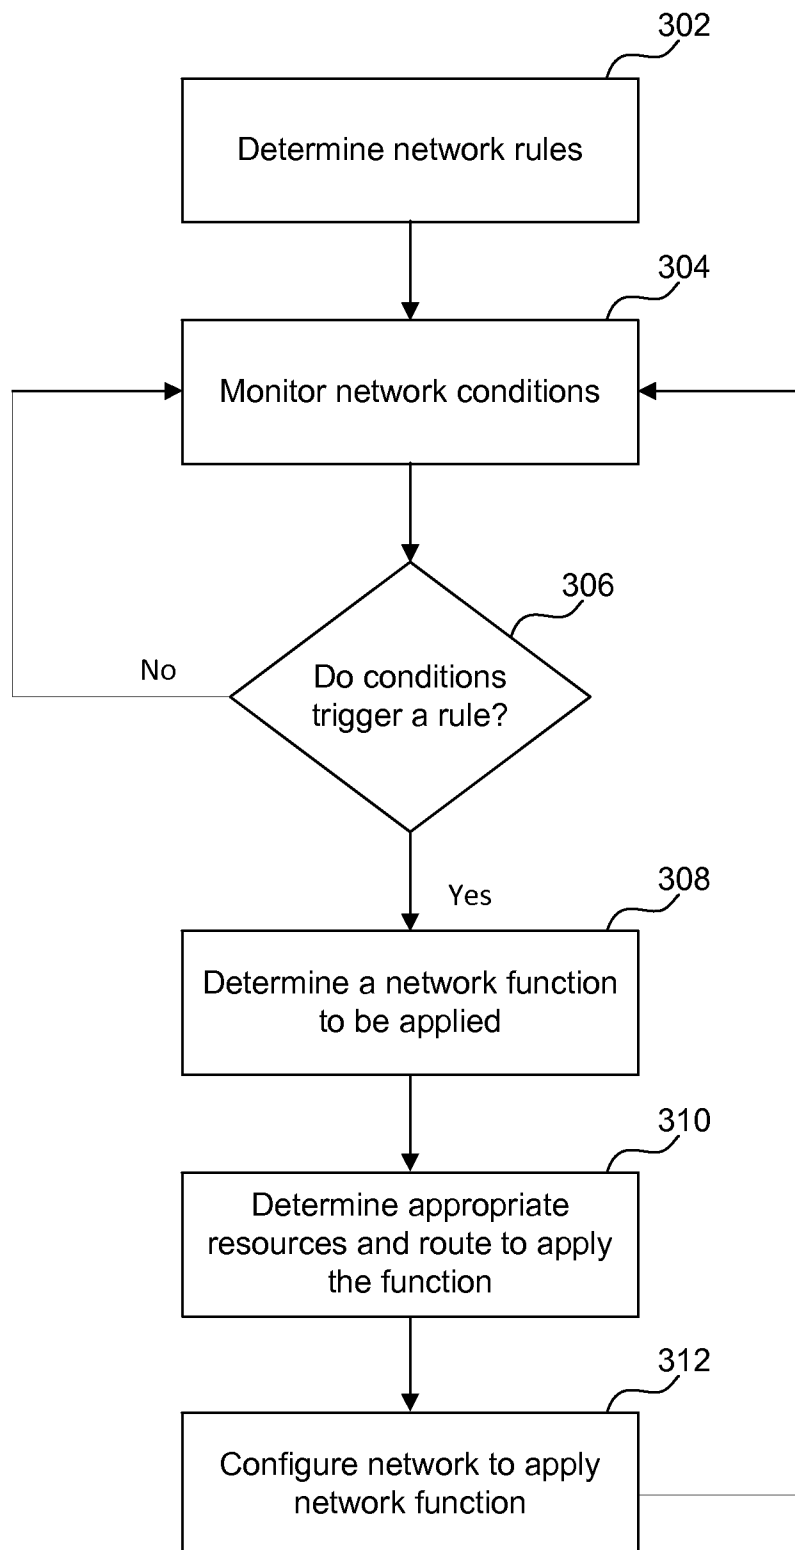 302
Determine network rules
304
Monitor network conditions
306
Do conditions
trigger a rule?
No
Yes
308
Determine a network function
to be applied
310
Determine appropriate
resources and route to apply
the function
312
Configure network to apply
network function